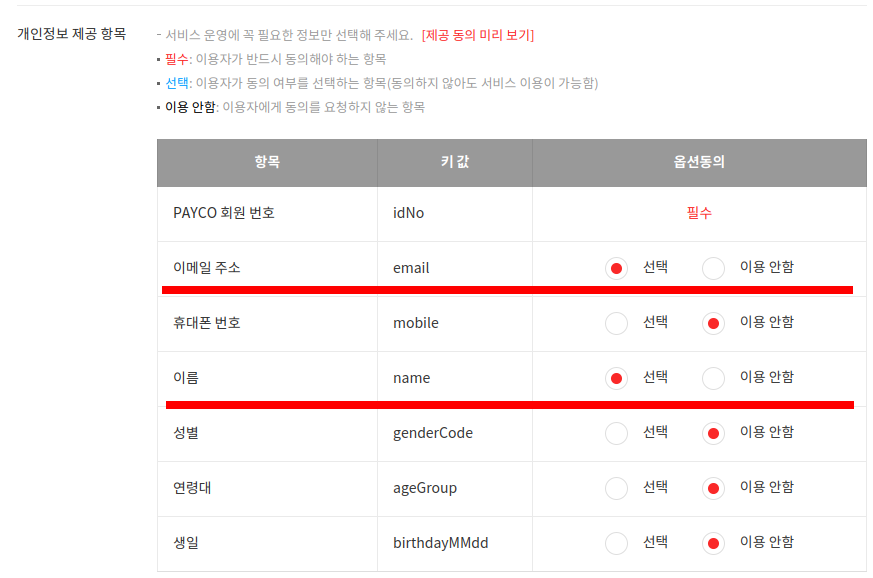 개인정보 제공 항목
- 서비스 운영에 꼭 필요한 정보만 선택해 주세요. [제공 동의 미리 보기]
필수: 이용자가 반드시 동의해야 하는 항목
선택: 이용자가 동의 여부를 선택하는 항목(동의하지 않아도 서비스 이용이 가능함)
이용 안함: 이용자에게 동의를 요청하지 않는 항목
항목 키 값 옵션동의
PAYCO 회원 번호 idNo 필수
이메일 주소 email 선택 이용 안함
휴대폰 번호 mobile 선택 이용 안함
이름 name 선택 이용 안함
성별 genderCode 선택 이용 안함
연령대 ageGroup 선택 이용 안함
생일 birthdayMMdd 선택 이용 안함